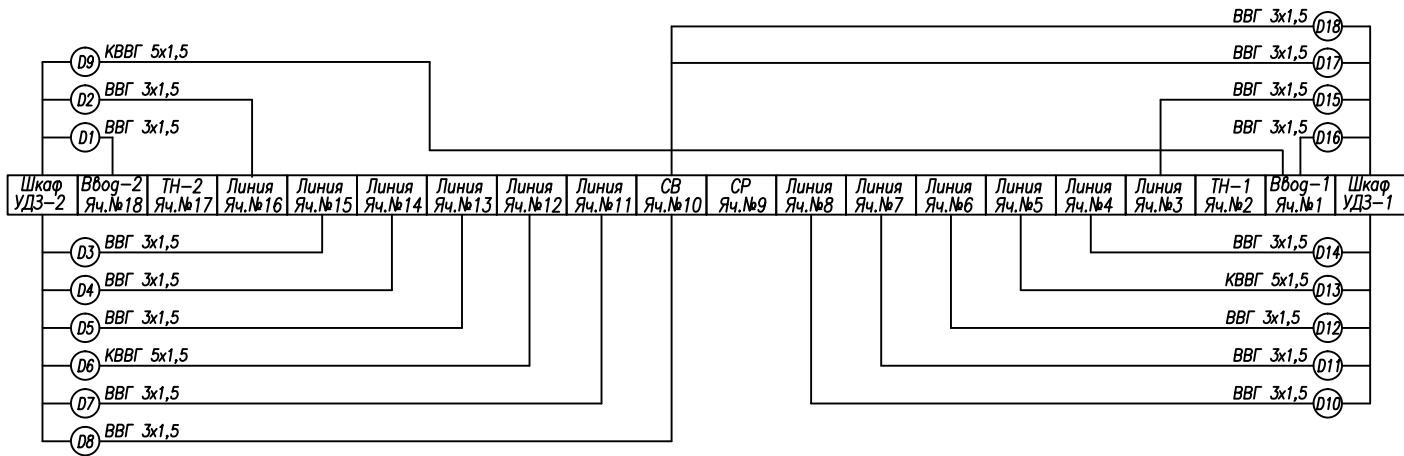 ВВГ 3х1,5 D18
D9 КВВГ 5х1,5
ВВГ 3х1,5 D17
D2 ВВГ 3х1,5
ВВГ 3х1,5 D15
D1 ВВГ 3х1,5
ВВГ 3х1,5 D16
Шкаф УДЗ-2
Ввод-2 Яч.№18
ТН-2 Яч.№17
Линия Яч.№16
Линия Яч.№15
Линия Яч.№14
Линия Яч.№13
Линия Яч.№12
Линия Яч.№11
СВ Яч.№10
СР Яч.№9
Линия Яч.№8
Линия Яч.№7
Линия Яч.№6
Линия Яч.№5
Линия Яч.№4
Линия Яч.№3
ТН-1 Яч.№2
Ввод-1 Яч.№1
Шкаф УДЗ-1
D3 ВВГ 3х1,5
ВВГ 3х1,5 D14
D4 ВВГ 3х1,5
КВВГ 5х1,5 D13
D5 ВВГ 3х1,5
ВВГ 3х1,5 D12
D6 КВВГ 5х1,5
ВВГ 3х1,5 D11
D7 ВВГ 3х1,5
ВВГ 3х1,5 D10
D8 ВВГ 3х1,5